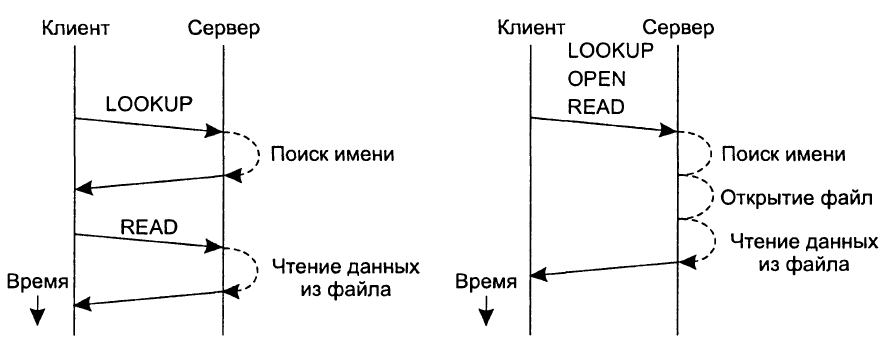 Клиент
Сервер
LOOKUP
Поиск имени
READ
Чтение данных
из файла
Время
Клиент
Сервер
LOOKUP
OPEN
READ
Поиск имени
Открытие файл
Чтение данных
из файла
Время